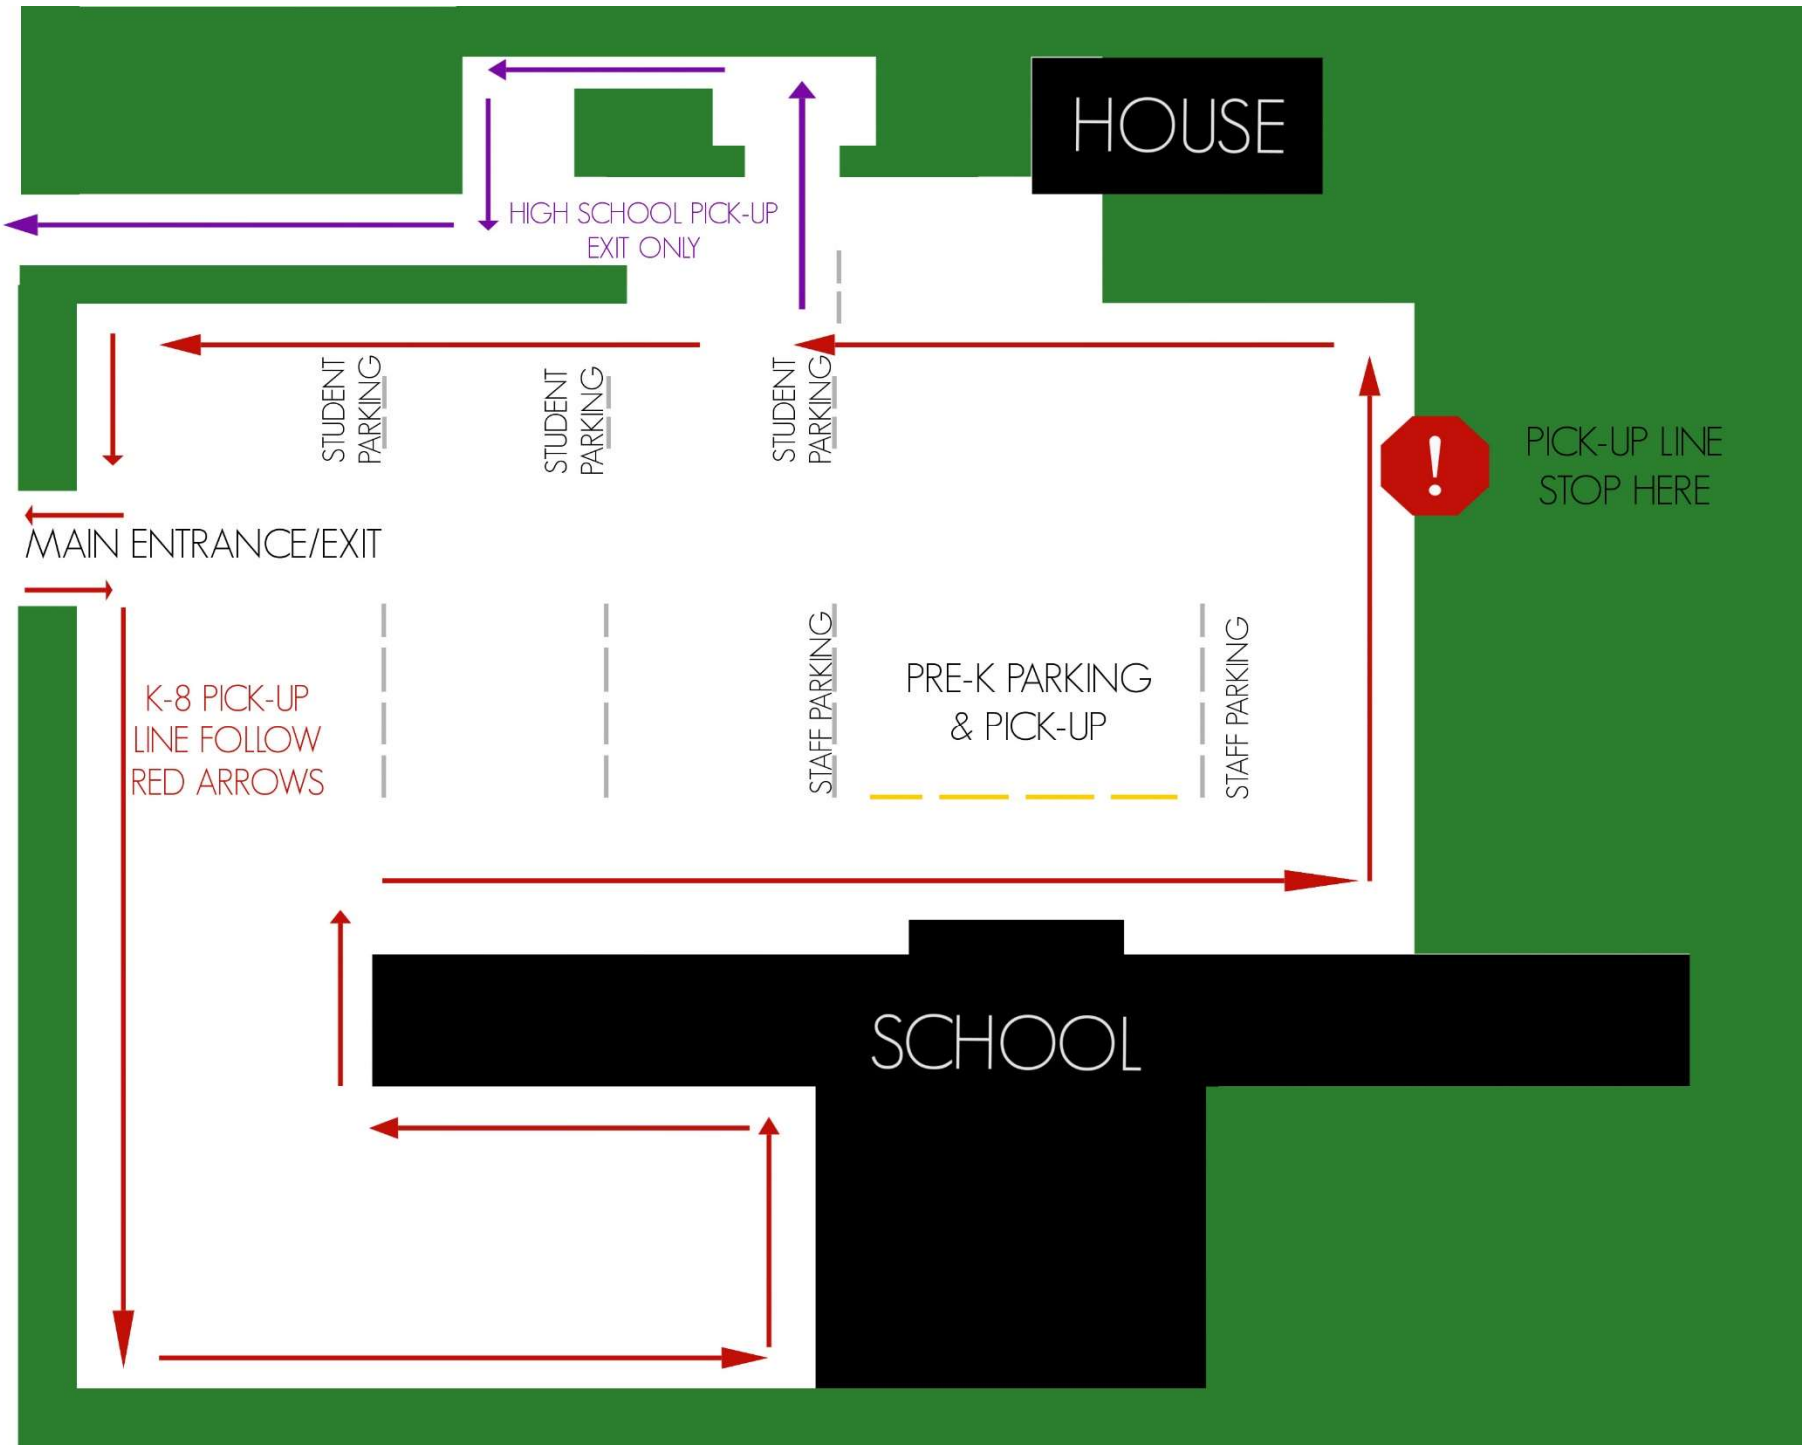 HOUSE
HIGH SCHOOL PICK-UP
EXIT ONLY
STUDENT
PARKING
STUDENT
PARKING
STUDENT
PARKING
!
PICK-UP LINE
STOP HERE
MAIN ENTRANCE/EXIT
K-8 PICK-UP
LINE FOLLOW
RED ARROWS
STAFF PARKING
PRE-K PARKING
& PICK-UP
STAFF PARKING
SCHOOL